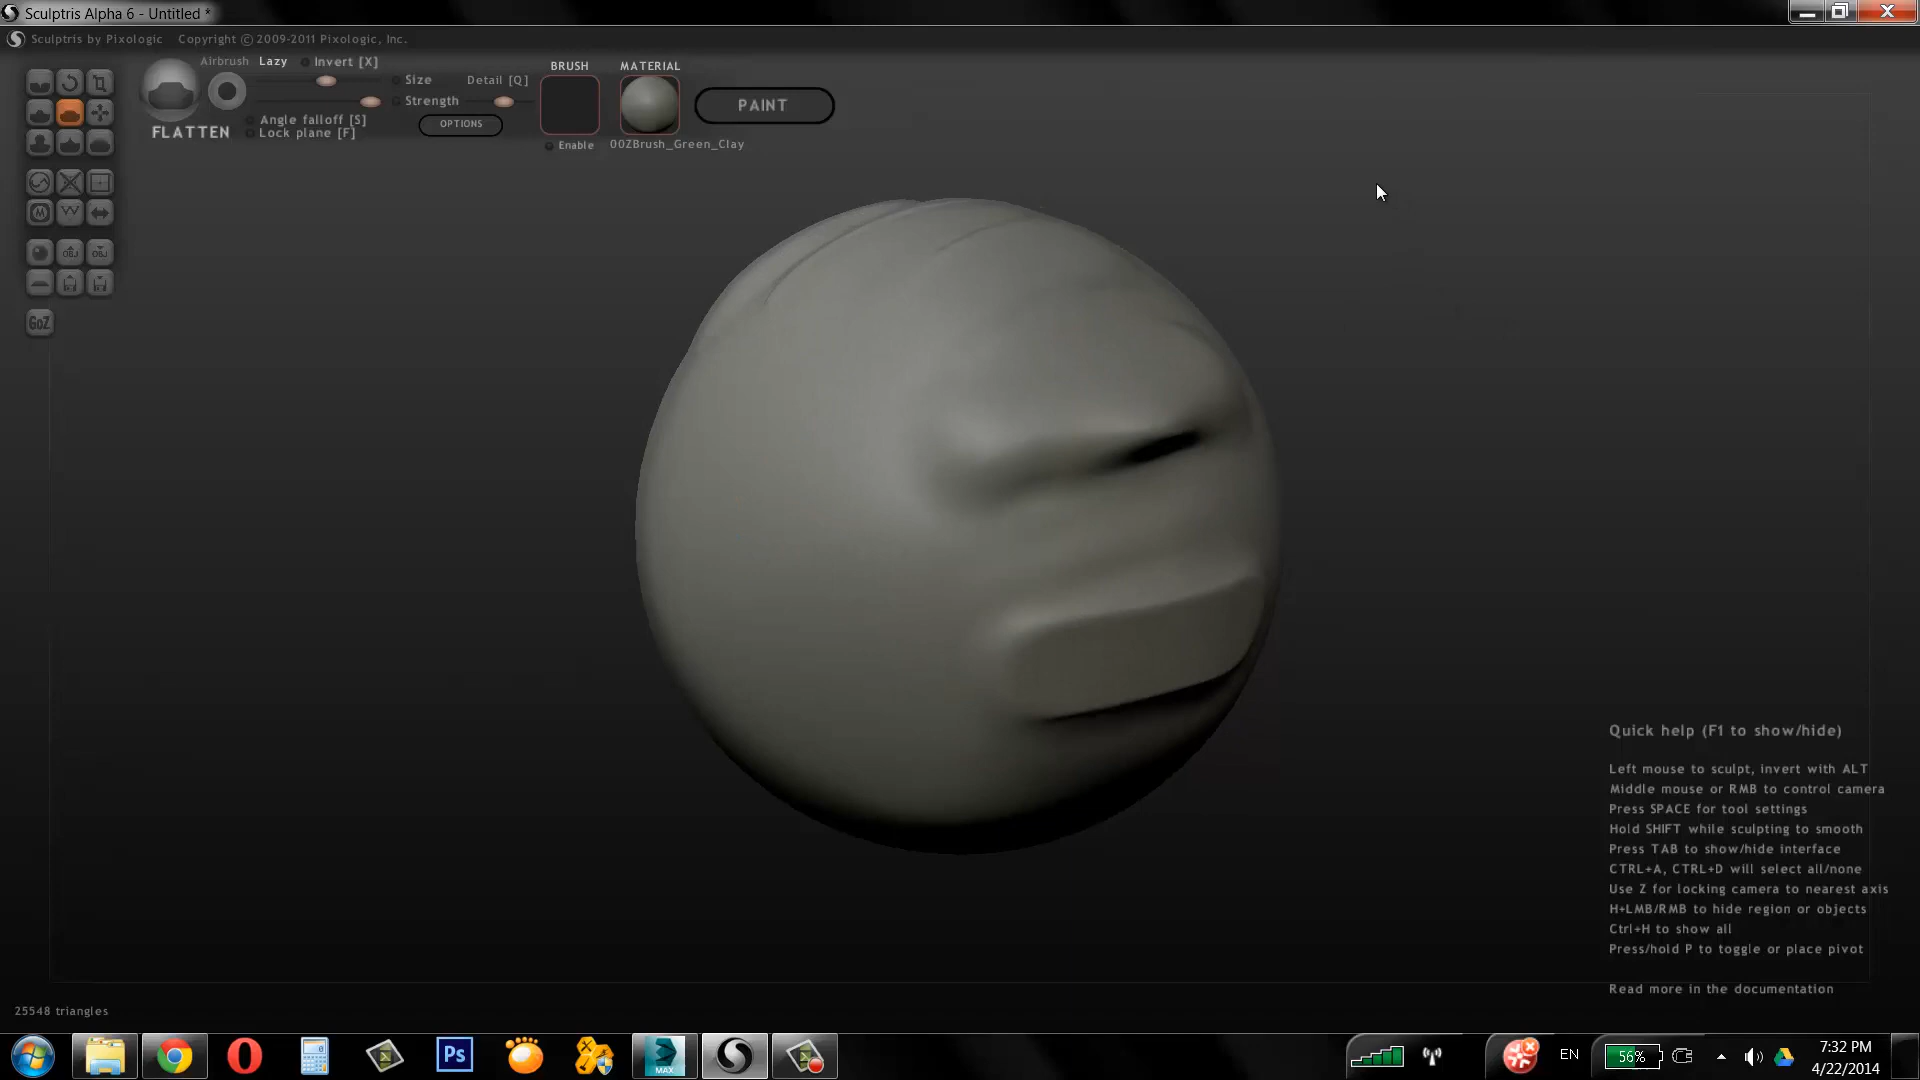 Sculptris Alpha 6 - Untitled *
Sculptris by Pixologic Copyright © 2009-2011 Pixologic, Inc.
Airbrush Lazy Invert [X]
Size Detail [Q]
Strength
Angle falloff [S]
Lock plane [F]
OPTIONS
FLATTEN
BRUSH
Enable
MATERIAL
00ZBrush_Green_Clay
PAINT
OBJ OBJ
GoZ
Quick help (F1 to show/hide)
Left mouse to sculpt, invert with ALT
Middle mouse or RMB to control camera
Press SPACE for tool settings
Hold SHIFT while sculpting to smooth
Press TAB to show/hide interface
CTRL+A, CTRL+D will select all/none
Use Z for locking camera to nearest axis
H+LMB/RMB to hide region or objects
Ctrl+H to show all
Press/hold P to toggle or place pivot
Read more in the documentation
25548 triangles
Ps
MAX
EN
56%
7:32 PM
4/22/2014